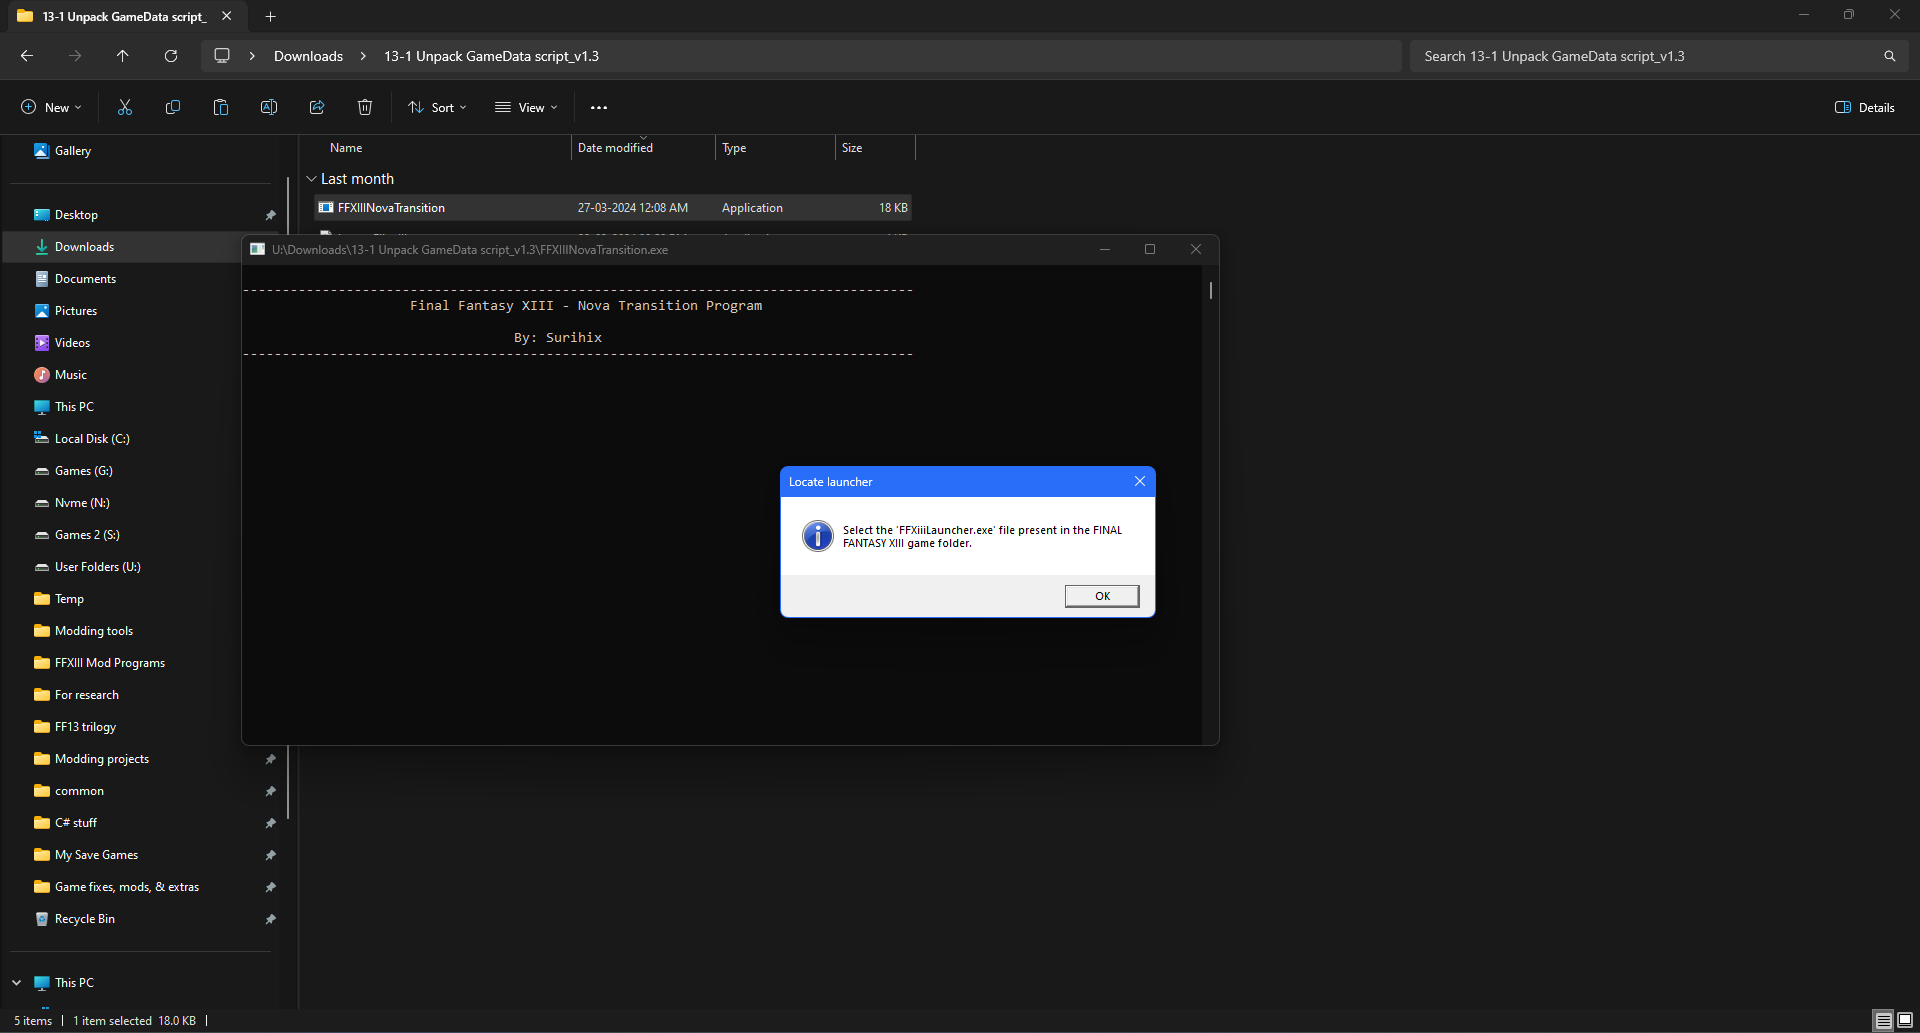 13-1 Unpack GameData script_
Downloads
13-1 Unpack GameData script_v1.3
Search 13-1 Unpack GameData script_v1.3
New
Sort
View
Details
Gallery
Desktop
Downloads
Documents
Pictures
Videos
Music
This PC
Local Disk (C:)
Games (G:)
Nvme (N:)
Games 2 (S:)
User Folders (U:)
Temp
Modding tools
FFXIII Mod Programs
For research
FF13 trilogy
Modding projects
common
C# stuff
My Save Games
Game fixes, mods, & extras
Recycle Bin
This PC
Name Date modified Type Size
Last month
FFXIIINovaTransition 27-03-2024 12:08 AM Application 18 KB
U:\Downloads\13-1 Unpack GameData script_v1.3\FFXIIINovaTransition.exe
------------------------------------------------------------------------------------
Final Fantasy XIII - Nova Transition Program
By: Surihix
------------------------------------------------------------------------------------
Locate launcher
Select the 'FFXiiiLauncher.exe' file present in the FINAL
FANTASY XIII game folder.
OK
5 items
1 item selected 18.0 KB